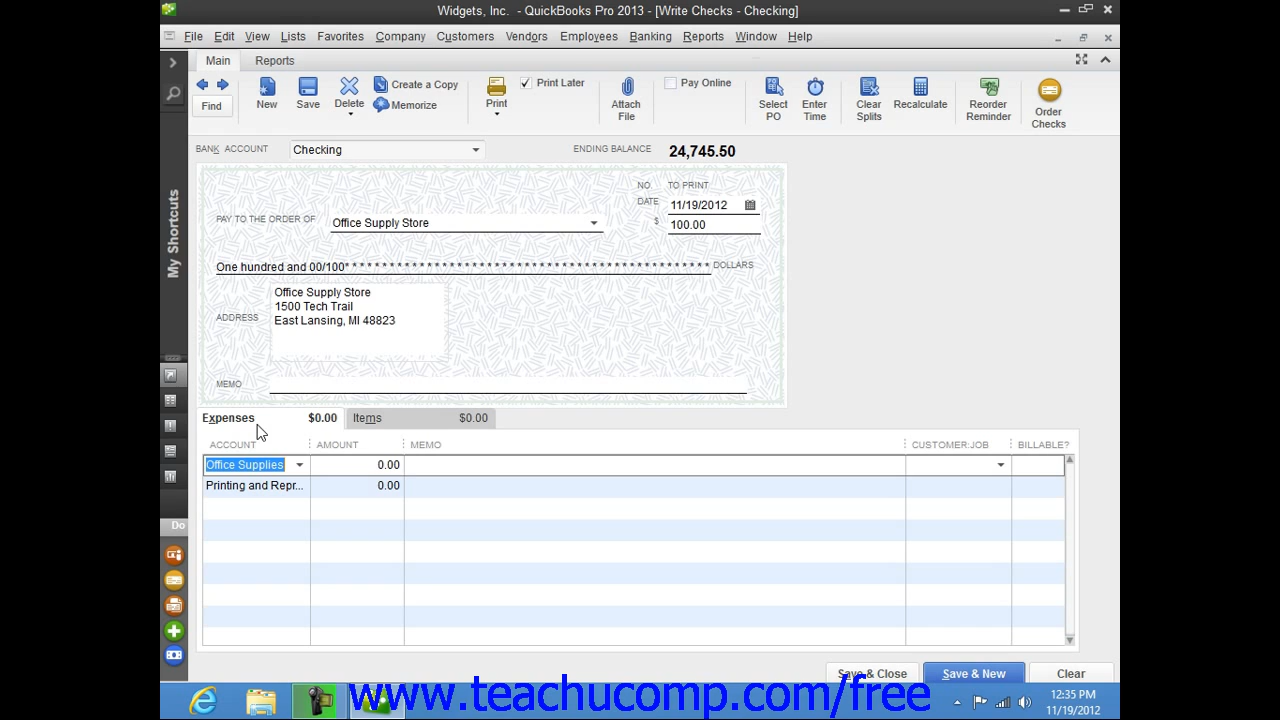 Widgets, Inc. - QuickBooks Pro 2013 - [Write Checks - Checking]
File Edit View Lists Favorites Company Customers Vendors Employees Banking Reports Window Help
Main Reports
Find
New
Save
Delete
Create a Copy
Memorize
Print
Print Later
Attach
File
Pay Online
Select
PO
Enter
Time
Clear
Splits
Recalculate
Reorder
Reminder
Order
Checks
My Shortcuts
Do
BANK ACCOUNT Checking ENDING BALANCE 24,745.50
NO. TO PRINT
DATE 11/19/2012
PAY TO THE ORDER OF Office Supply Store $ 100.00
One hundred and 00/100* * * * * * * * * * * * * * * * * * * * * * * * * * * * * * * * * * * * * * * * * * * * * * * * * DOLLARS
ADDRESS
Office Supply Store
1500 Tech Trail
East Lansing, MI 48823
MEMO
Expenses $0.00 Items $0.00
ACCOUNT AMOUNT MEMO CUSTOMER:JOB BILLABLE?
Office Supplies 0.00
Printing and Repr... 0.00
Save & Close Save & New Clear
www.teachucomp.com/free
12:35 PM
11/19/2012